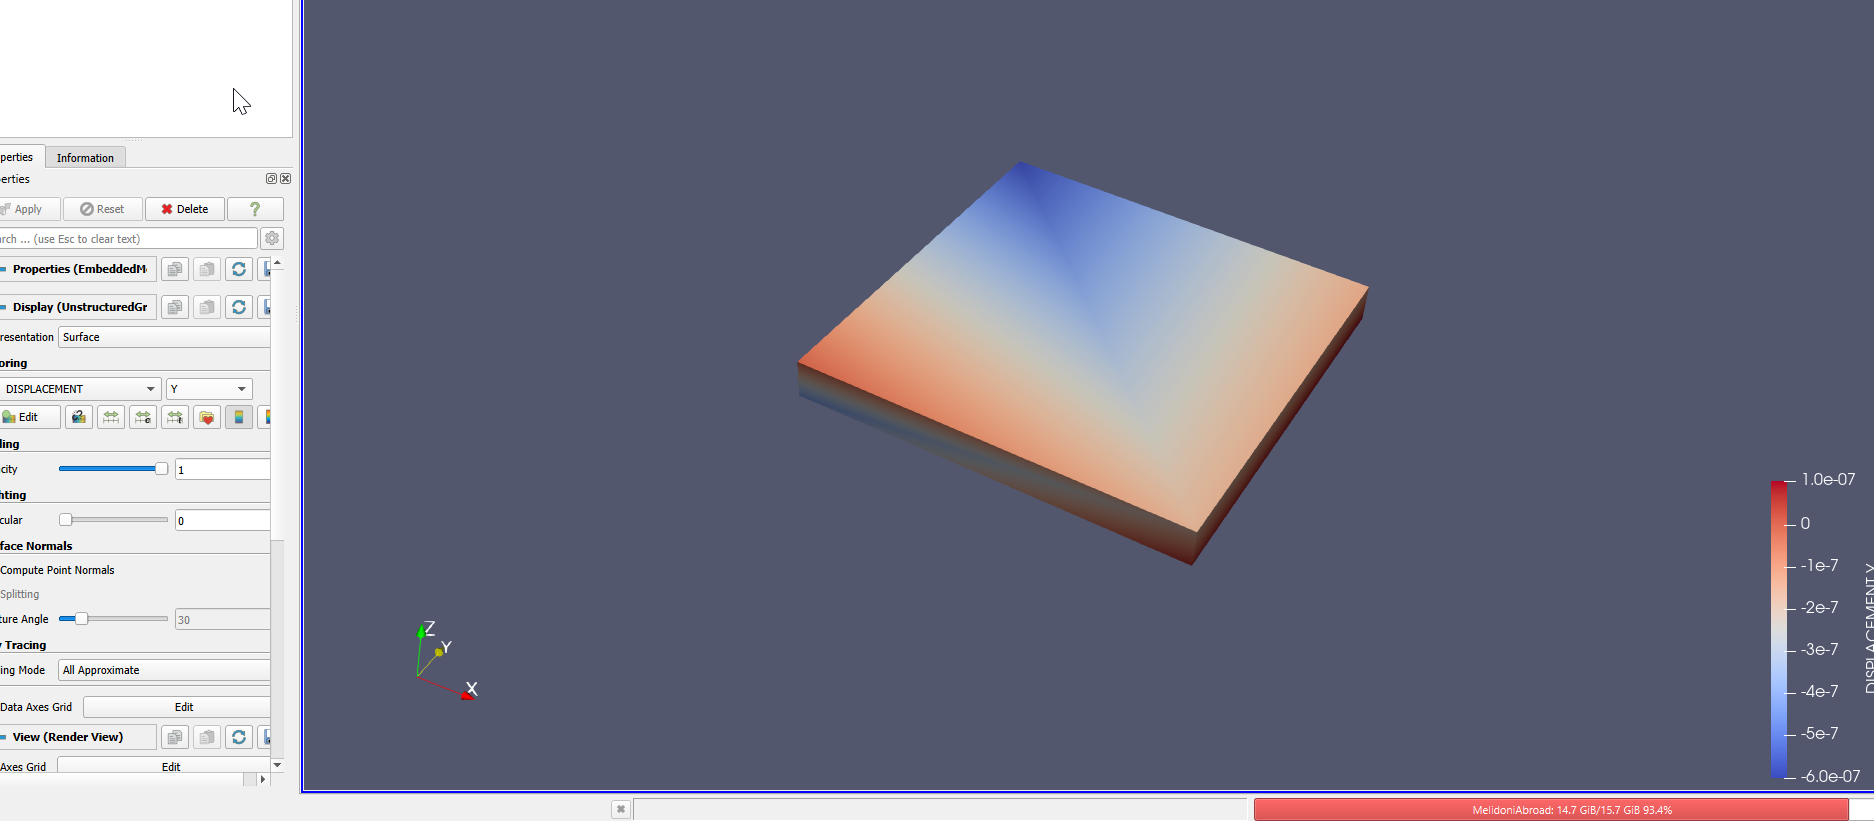 perties
Information
erties
Apply
Reset
Delete
?
rch ... (use Esc to clear text)
Properties (EmbeddedM
Display (UnstructuredGr
resentation
Surface
oring
DISPLACEMENT
Y
Edit
ling
city
1
hting
cular
0
face Normals
Compute Point Normals
Splitting
ture Angle
30
y Tracing
ing Mode
All Approximate
Data Axes Grid
Edit
View (Render View)
Axes Grid
Edit
Z
Y
X
1.0e-07
0
-1e-7
-2e-7
-3e-7
-4e-7
-5e-7
-6.0e-07
DISPLACEMENT Y
MelidoniAbroad: 14.7 GiB/15.7 GiB 93.4%